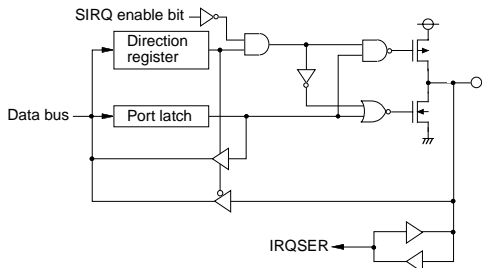 SIRQ enable bit
Direction
register
Data bus
Port latch
IRQSER